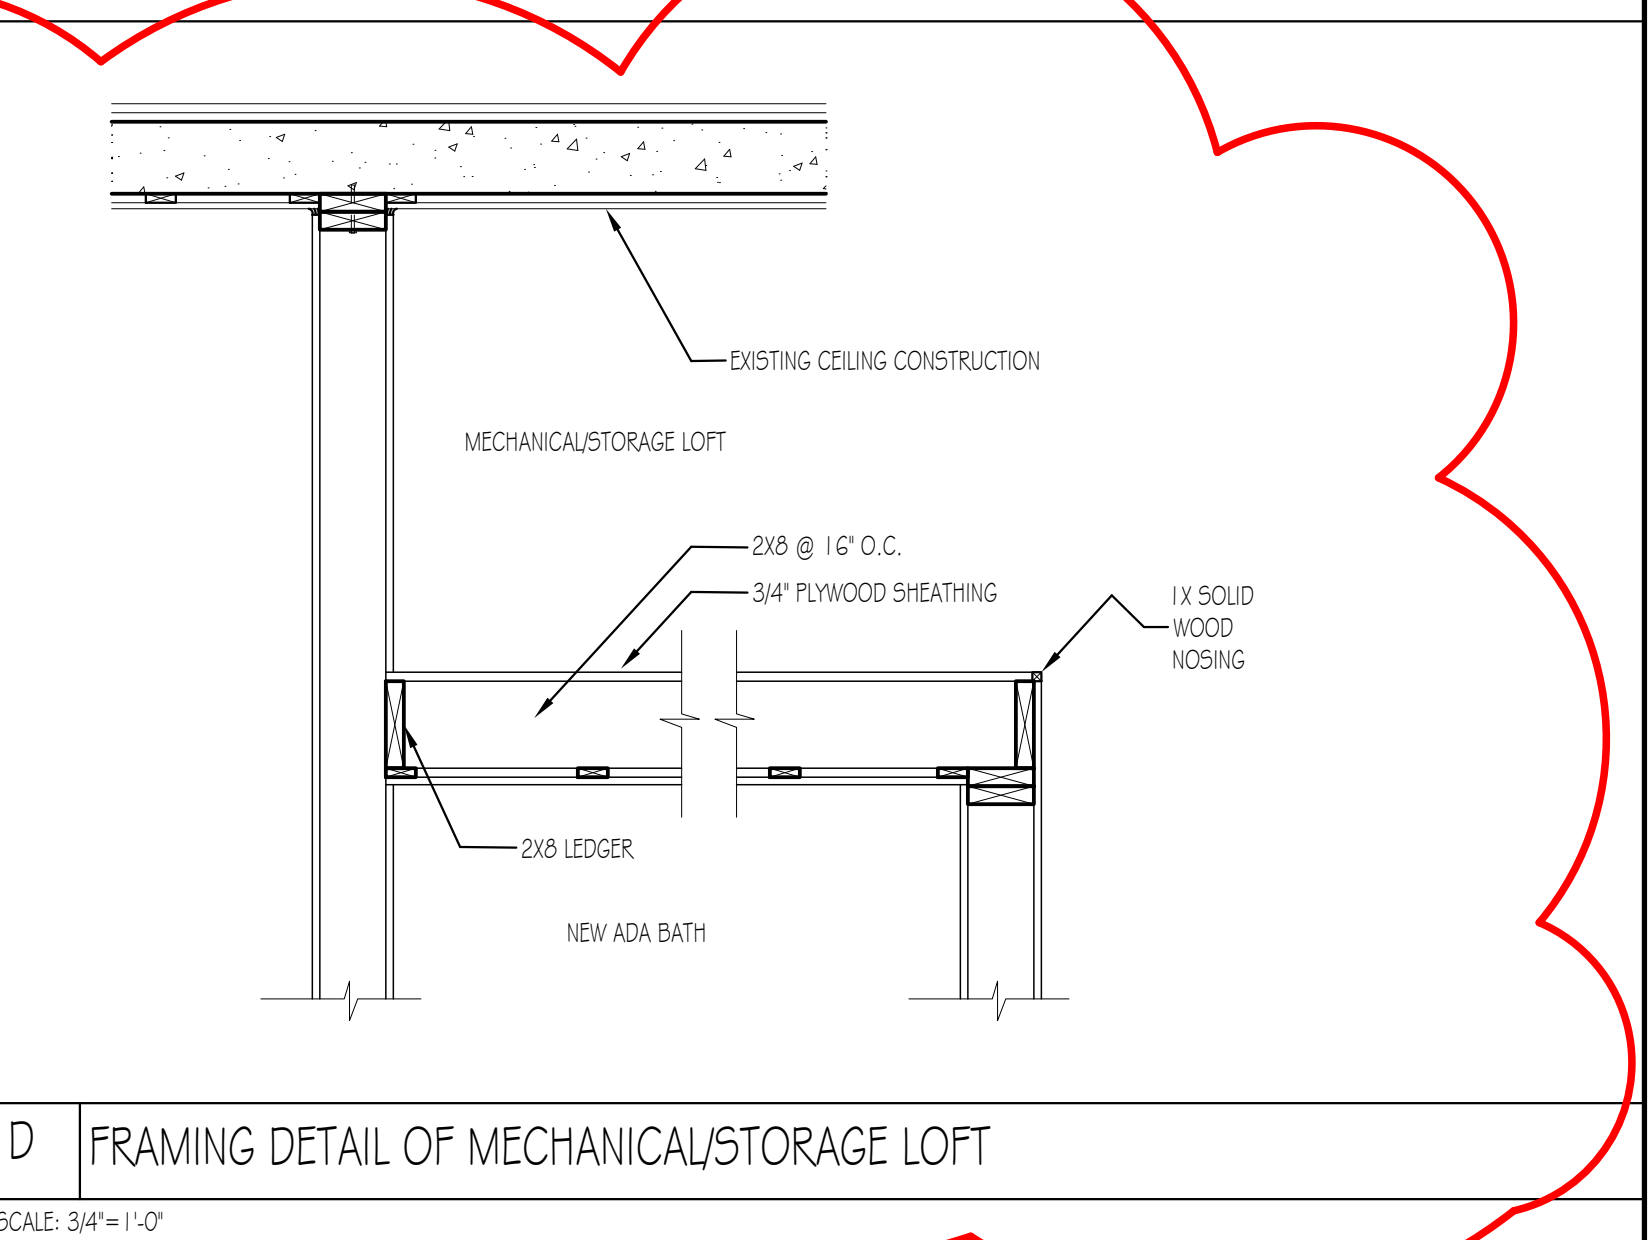 EXISTING CEILING CONSTRUCTION
MECHANICAL/STORAGE LOFT
2X8 @ 16" O.C.
3/4" PLYWOOD SHEATHING
1X SOLID
WOOD
NOSING
2X8 LEDGER
NEW ADA BATH
D
FRAMING DETAIL OF MECHANICAL/STORAGE LOFT
SCALE: 3/4"=1'-0"